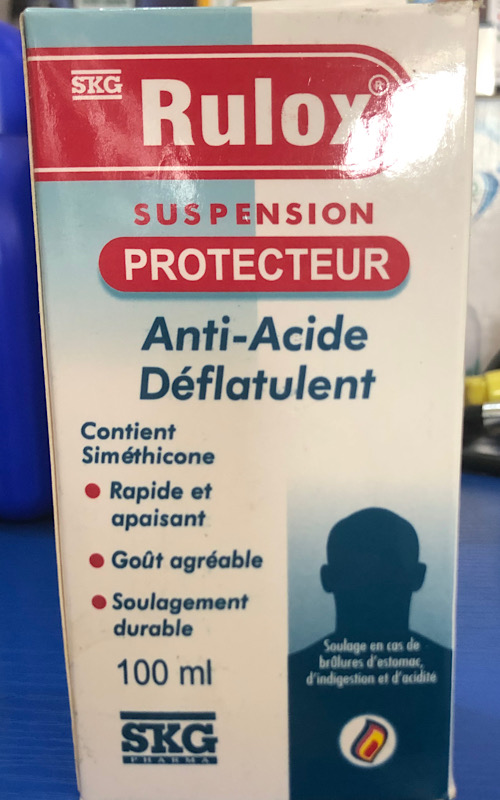 SKG
Rulox®
SUSPENSION
PROTECTEUR
Anti-Acide
Déflatulent
Contient
Siméthicone
Rapide et
apaisant
Goût agréable
Soulagement
durable
100 ml
Soulage en cas de
brûlures d'estomac,
d'indigestion et d'acidité
SKG
PHARMA